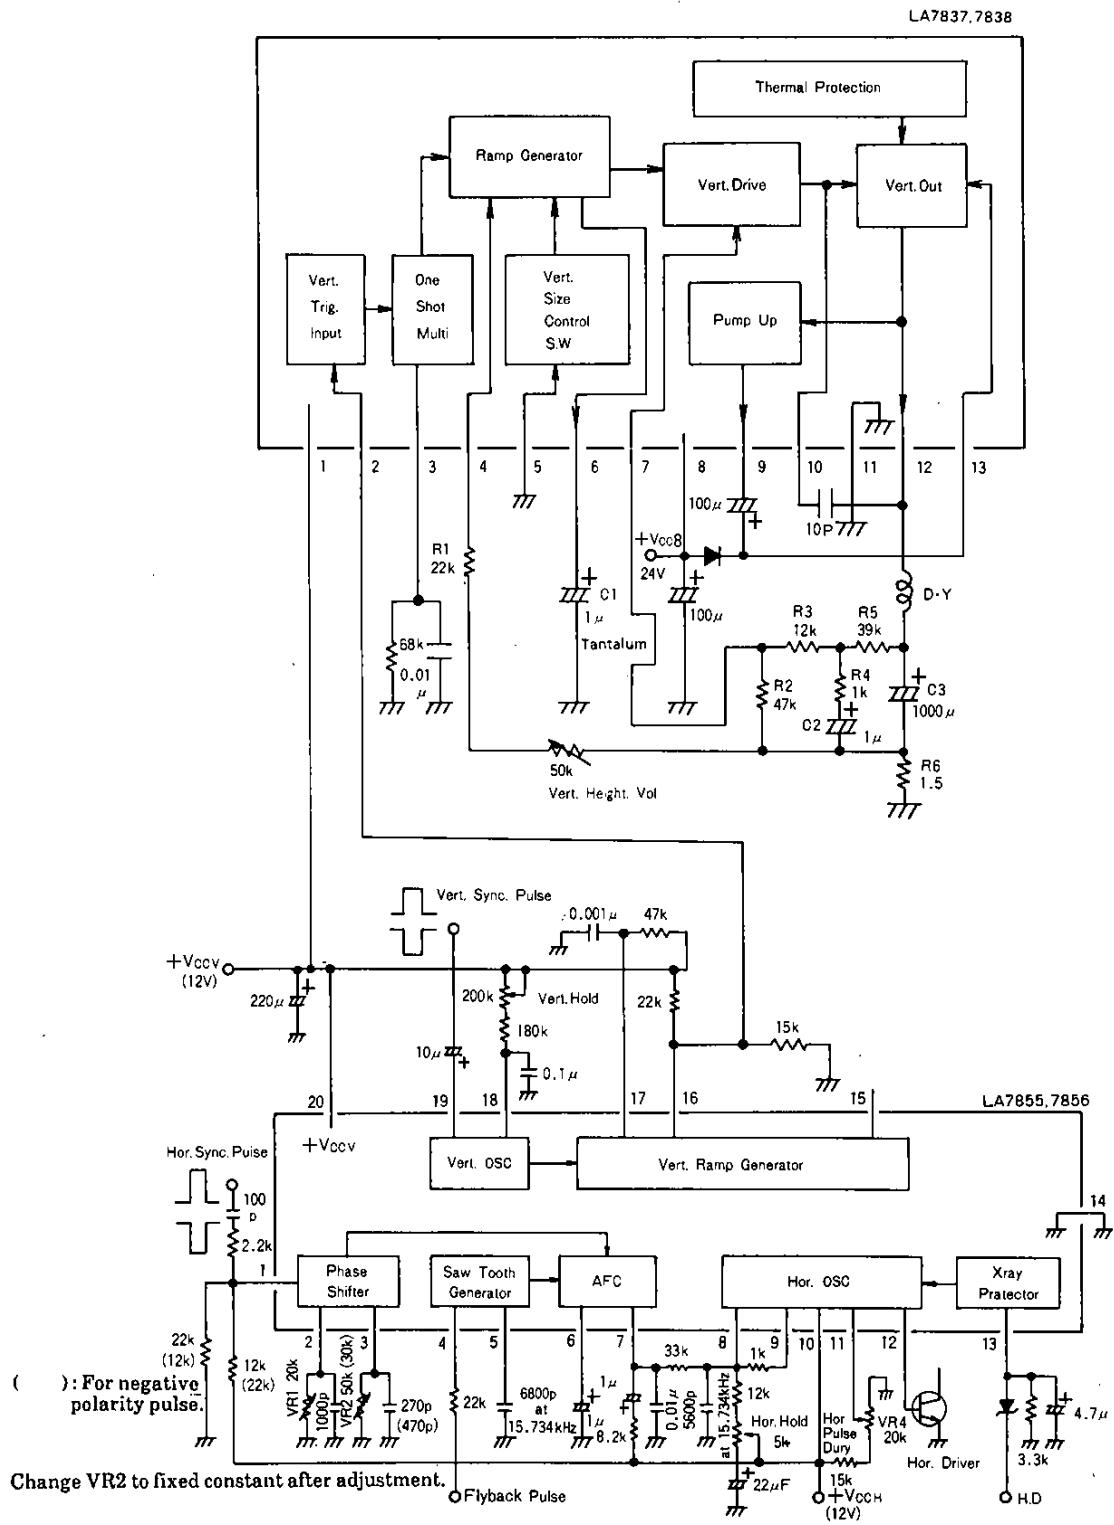 LA7837,7838
Thermal Protection
Ramp Generator
Vert. Drive
Vert. Out
Vert.
Trig.
Input
One
Shot
Multi
Vert.
Size
Control
S.W
Pump Up
1 2 3 4 5 6 7 8 9 10 11 12 13
100μ
+
10P
+Vcc8
24V
R1
22k
+
C1
1μ
Tantalum
+
100μ
D·Y
R3
12k
R5
39k
68k
0.01
μ
R2
47k
R4
1k
+
C2
1μ
+
C3
1000μ
50k
Vert. Height. Vol
R6
1.5
Vert. Sync. Pulse
0.001μ
47k
+Vccv
(12V)
220μ
+
200k
Vert. Hold
22k
180k
15k
10μ
+
0.1μ
20 19 18 17 16 15
LA7855,7856
+Vccv
Vert. OSC
Vert. Ramp Generator
Hor. Sync. Pulse
100
p
2.2k
14
1
Phase
Shifter
Saw Tooth
Generator
AFC
Hor. OSC
Xray
Pratector
2 3 4 5 6 7 8 9 10 11 12 13
22k
(12k)
12k
(22k)
( ): For negative
polarity pulse.
VR1 20k
1000p
VR2 50k (30k)
270p
(470p)
22k
6800p
at
15.734kHz
1μ
+
1μ
+
8.2k
0.01μ
33k
5600p
1k
12k
at 15.734kHz
Hor. Hold
5k
+
22μF
Hor
Pulse
Dury
VR4
20k
15k
+VccH
(12V)
Hor. Driver
3.3k
+
4.7μ
H.D
Change VR2 to fixed constant after adjustment.
Flyback Pulse